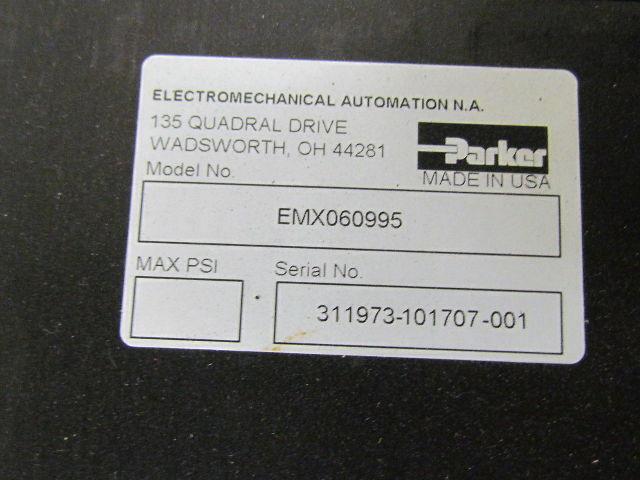 ELECTROMECHANICAL AUTOMATION N.A.
135 QUADRAL DRIVE
WADSWORTH, OH 44281
Parker
MADE IN USA
Model No.
EMX060995
MAX PSI
Serial No.
311973-101707-001